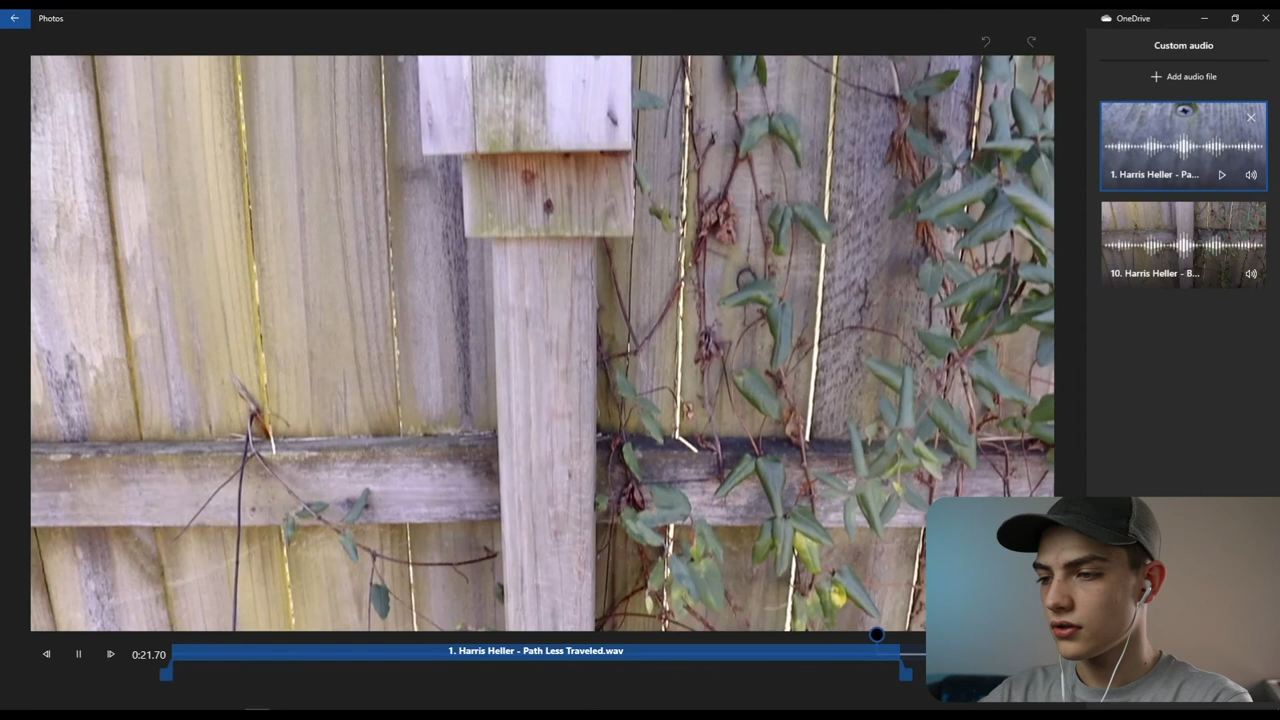 Photos
OneDrive
Custom audio
Add audio file
1. Harris Heller - Pa...
10. Harris Heller - B...
0:21.70
1. Harris Heller - Path Less Traveled.wav